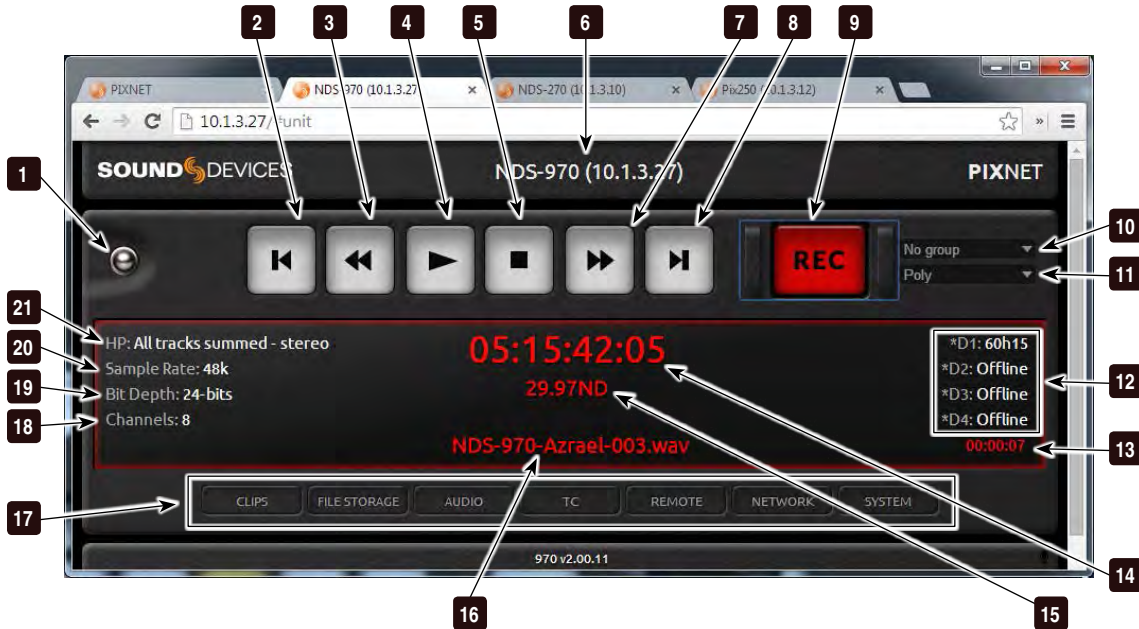 2 3 4 5 6 7 8 9
PIXNET NDS-970 (10.1.3.27 NDS-270 (10.1.3.10) Pix250 (10.1.3.12)
10.1.3.27/#unit
SOUND DEVICES NDS-970 (10.1.3.27) PIXNET
1
REC
No group 10
Poly 11
21 HP: All tracks summed - stereo 05:15:42:05 *D1: 60h15
20 Sample Rate: 48k 29.97ND *D2: Offline
19 Bit Depth: 24-bits *D3: Offline 12
18 Channels: 8 *D4: Offline
NDS-970-Azrael-003.wav 00:00:07 13
17 CLIPS FILE STORAGE AUDIO TC REMOTE NETWORK SYSTEM
970 v2.00.11
14
16 15